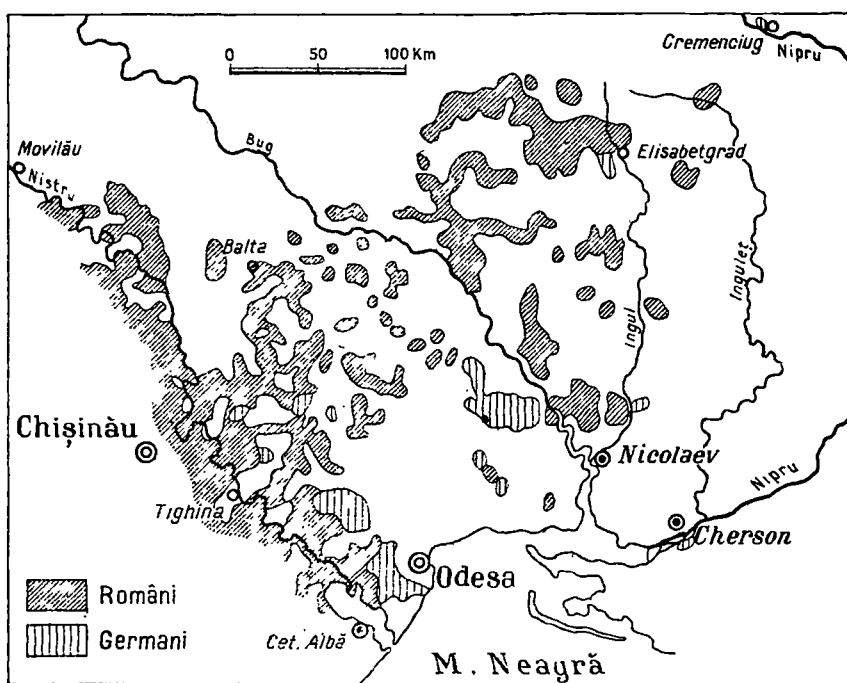 Cremenciug
Nipru
0 50 100 Km
Movilău
Bug
Elisabetgrad
Nistru
Balta
Ingul
Inguleț
Chișinău
Nicolaev
Nipru
Tighina
Cherson
Odesa
Români
Germani
Cet. Albă
M. Neagră